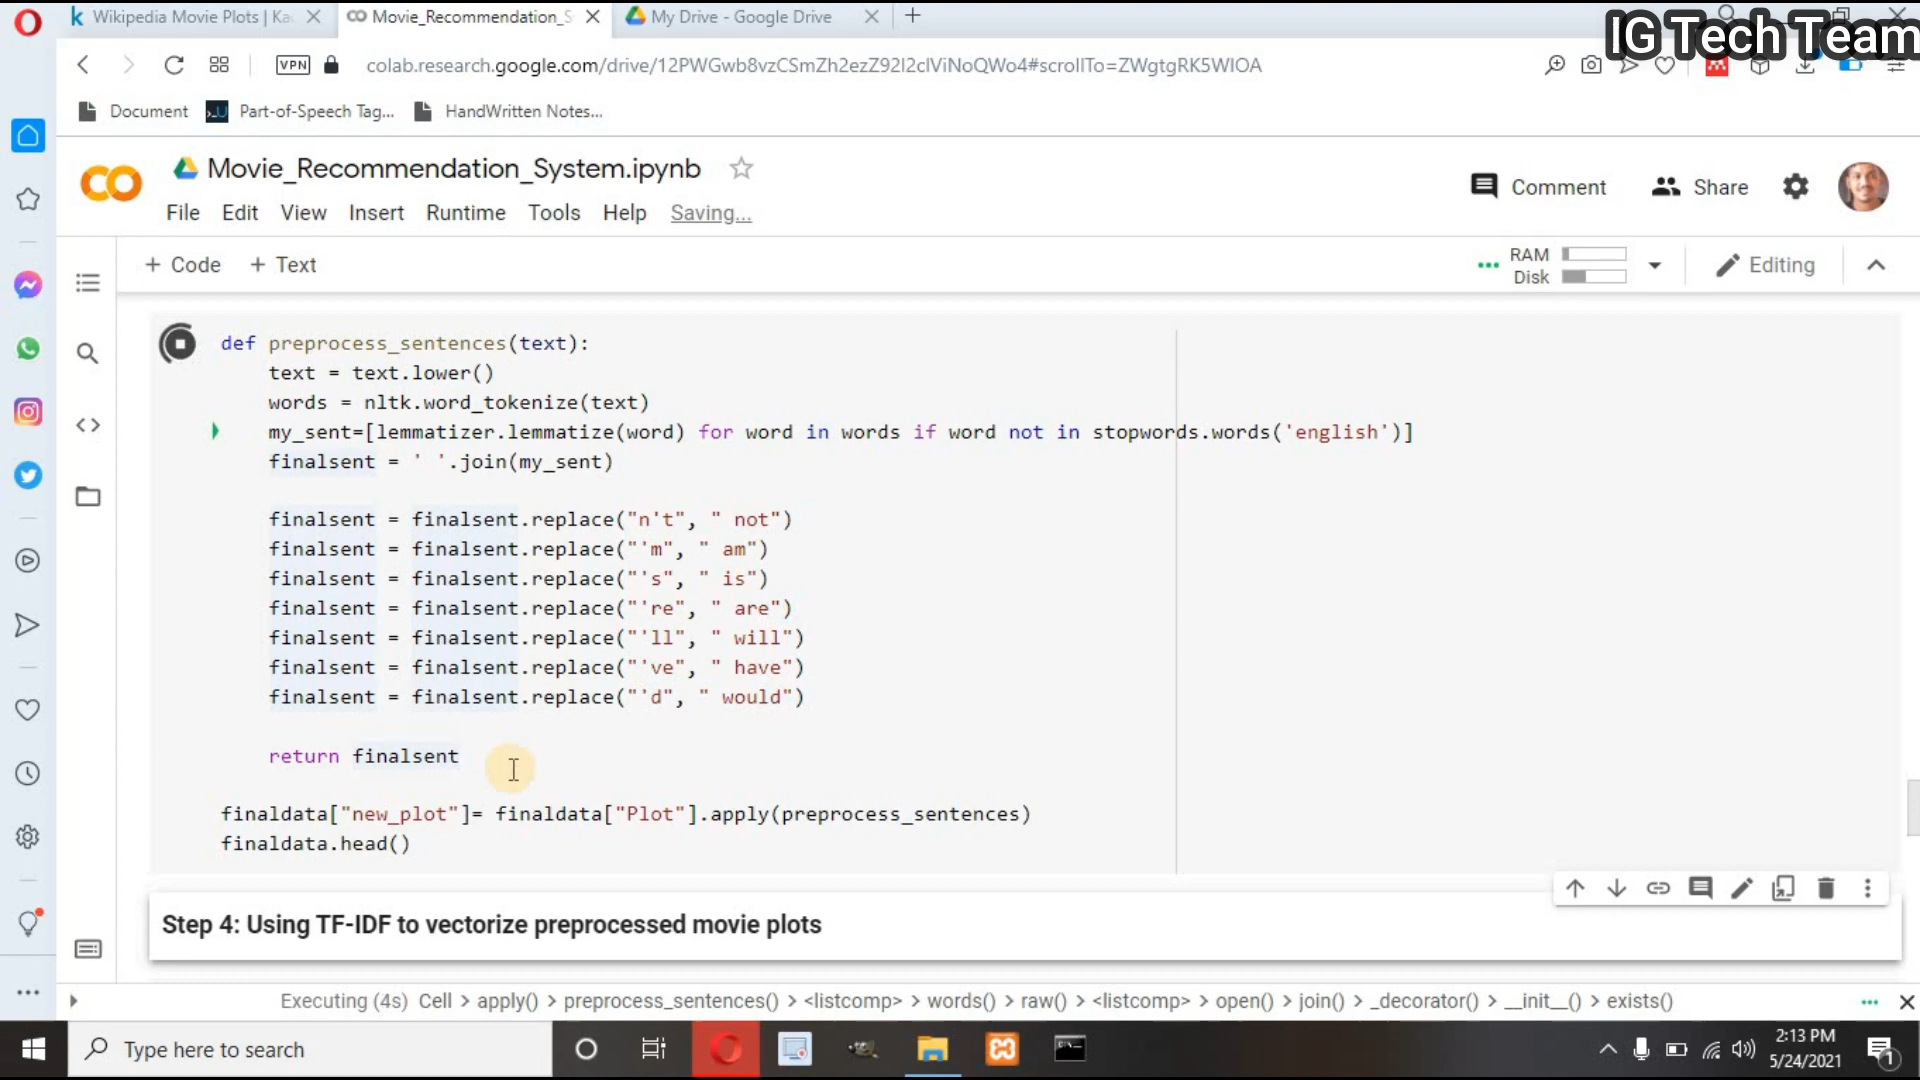 IG Tech Team
Wikipedia Movie Plots | Ka
Movie_Recommendation_S
My Drive - Google Drive
VPN
colab.research.google.com/drive/12PWGwb8vzCSmZh2ezZ92l2clViNoQWo4#scrollTo=ZWgtgRK5WlOA
Document
Part-of-Speech Tag...
HandWritten Notes...
Movie_Recommendation_System.ipynb
Comment
Share
File Edit View Insert Runtime Tools Help Saving...
+ Code + Text
RAM
Disk
Editing
def preprocess_sentences(text):
text = text.lower()
words = nltk.word_tokenize(text)
my_sent=[lemmatizer.lemmatize(word) for word in words if word not in stopwords.words('english')]
finalsent = ' '.join(my_sent)
finalsent = finalsent.replace("n't", " not")
finalsent = finalsent.replace("'m", " am")
finalsent = finalsent.replace("'s", " is")
finalsent = finalsent.replace("'re", " are")
finalsent = finalsent.replace("'ll", " will")
finalsent = finalsent.replace("'ve", " have")
finalsent = finalsent.replace("'d", " would")
return finalsent
finaldata["new_plot"]= finaldata["Plot"].apply(preprocess_sentences)
finaldata.head()
Step 4: Using TF-IDF to vectorize preprocessed movie plots
Executing (4s) Cell > apply() > preprocess_sentences() > <listcomp> > words() > raw() > <listcomp> > open() > join() > _decorator() > __init__() > exists()
Type here to search
2:13 PM
5/24/2021
1